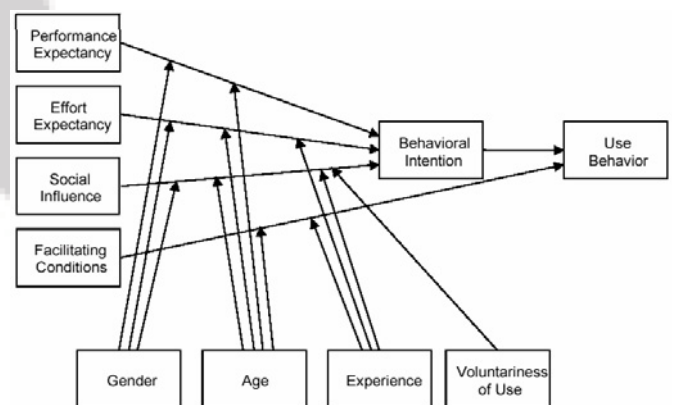 Performance
Expectancy
Effort
Expectancy
Social
Influence
Facilitating
Conditions
Behavioral
Intention
Use
Behavior
Gender
Age
Experience
Voluntariness
of Use